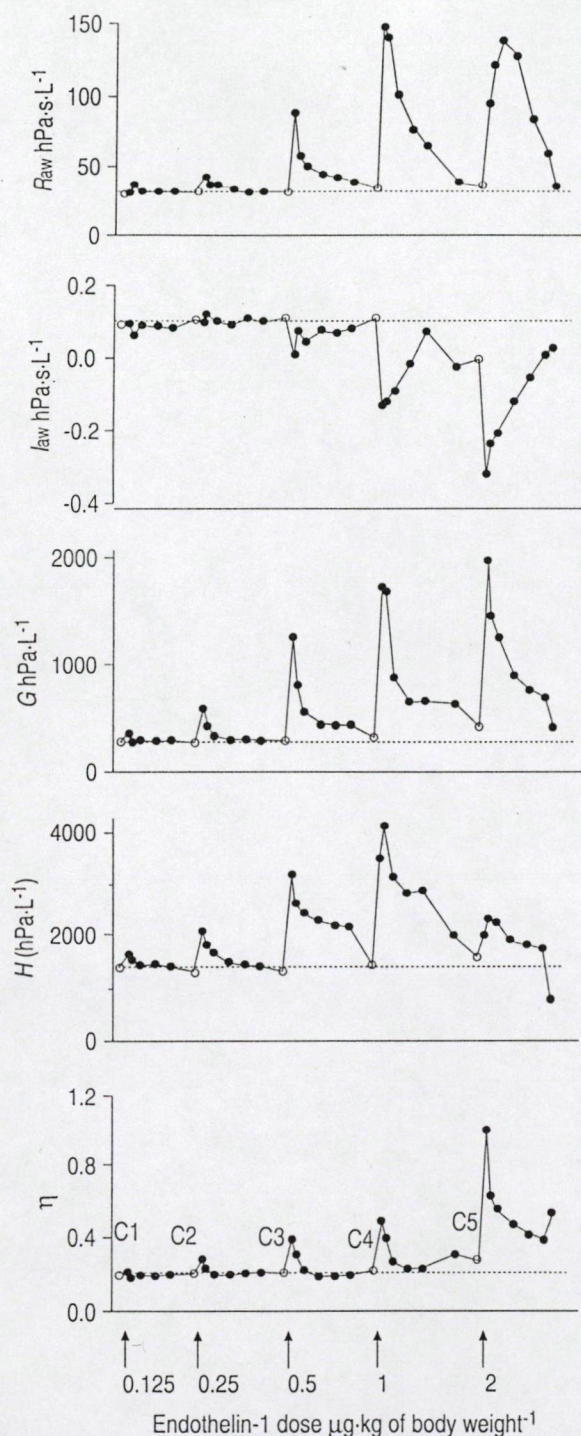 Raw hPa·s·L-1
150
100
50
0
Iaw hPa·s·L-1
0.2
0.0
-0.2
-0.4
G hPa·L-1
2000
1000
0
H (hPa·L-1)
4000
2000
0
η
1.2
0.8
0.4
0.0
C1
C2
C3
C4
C5
0.125 0.25 0.5 1 2
Endothelin-1 dose μg·kg of body weight-1